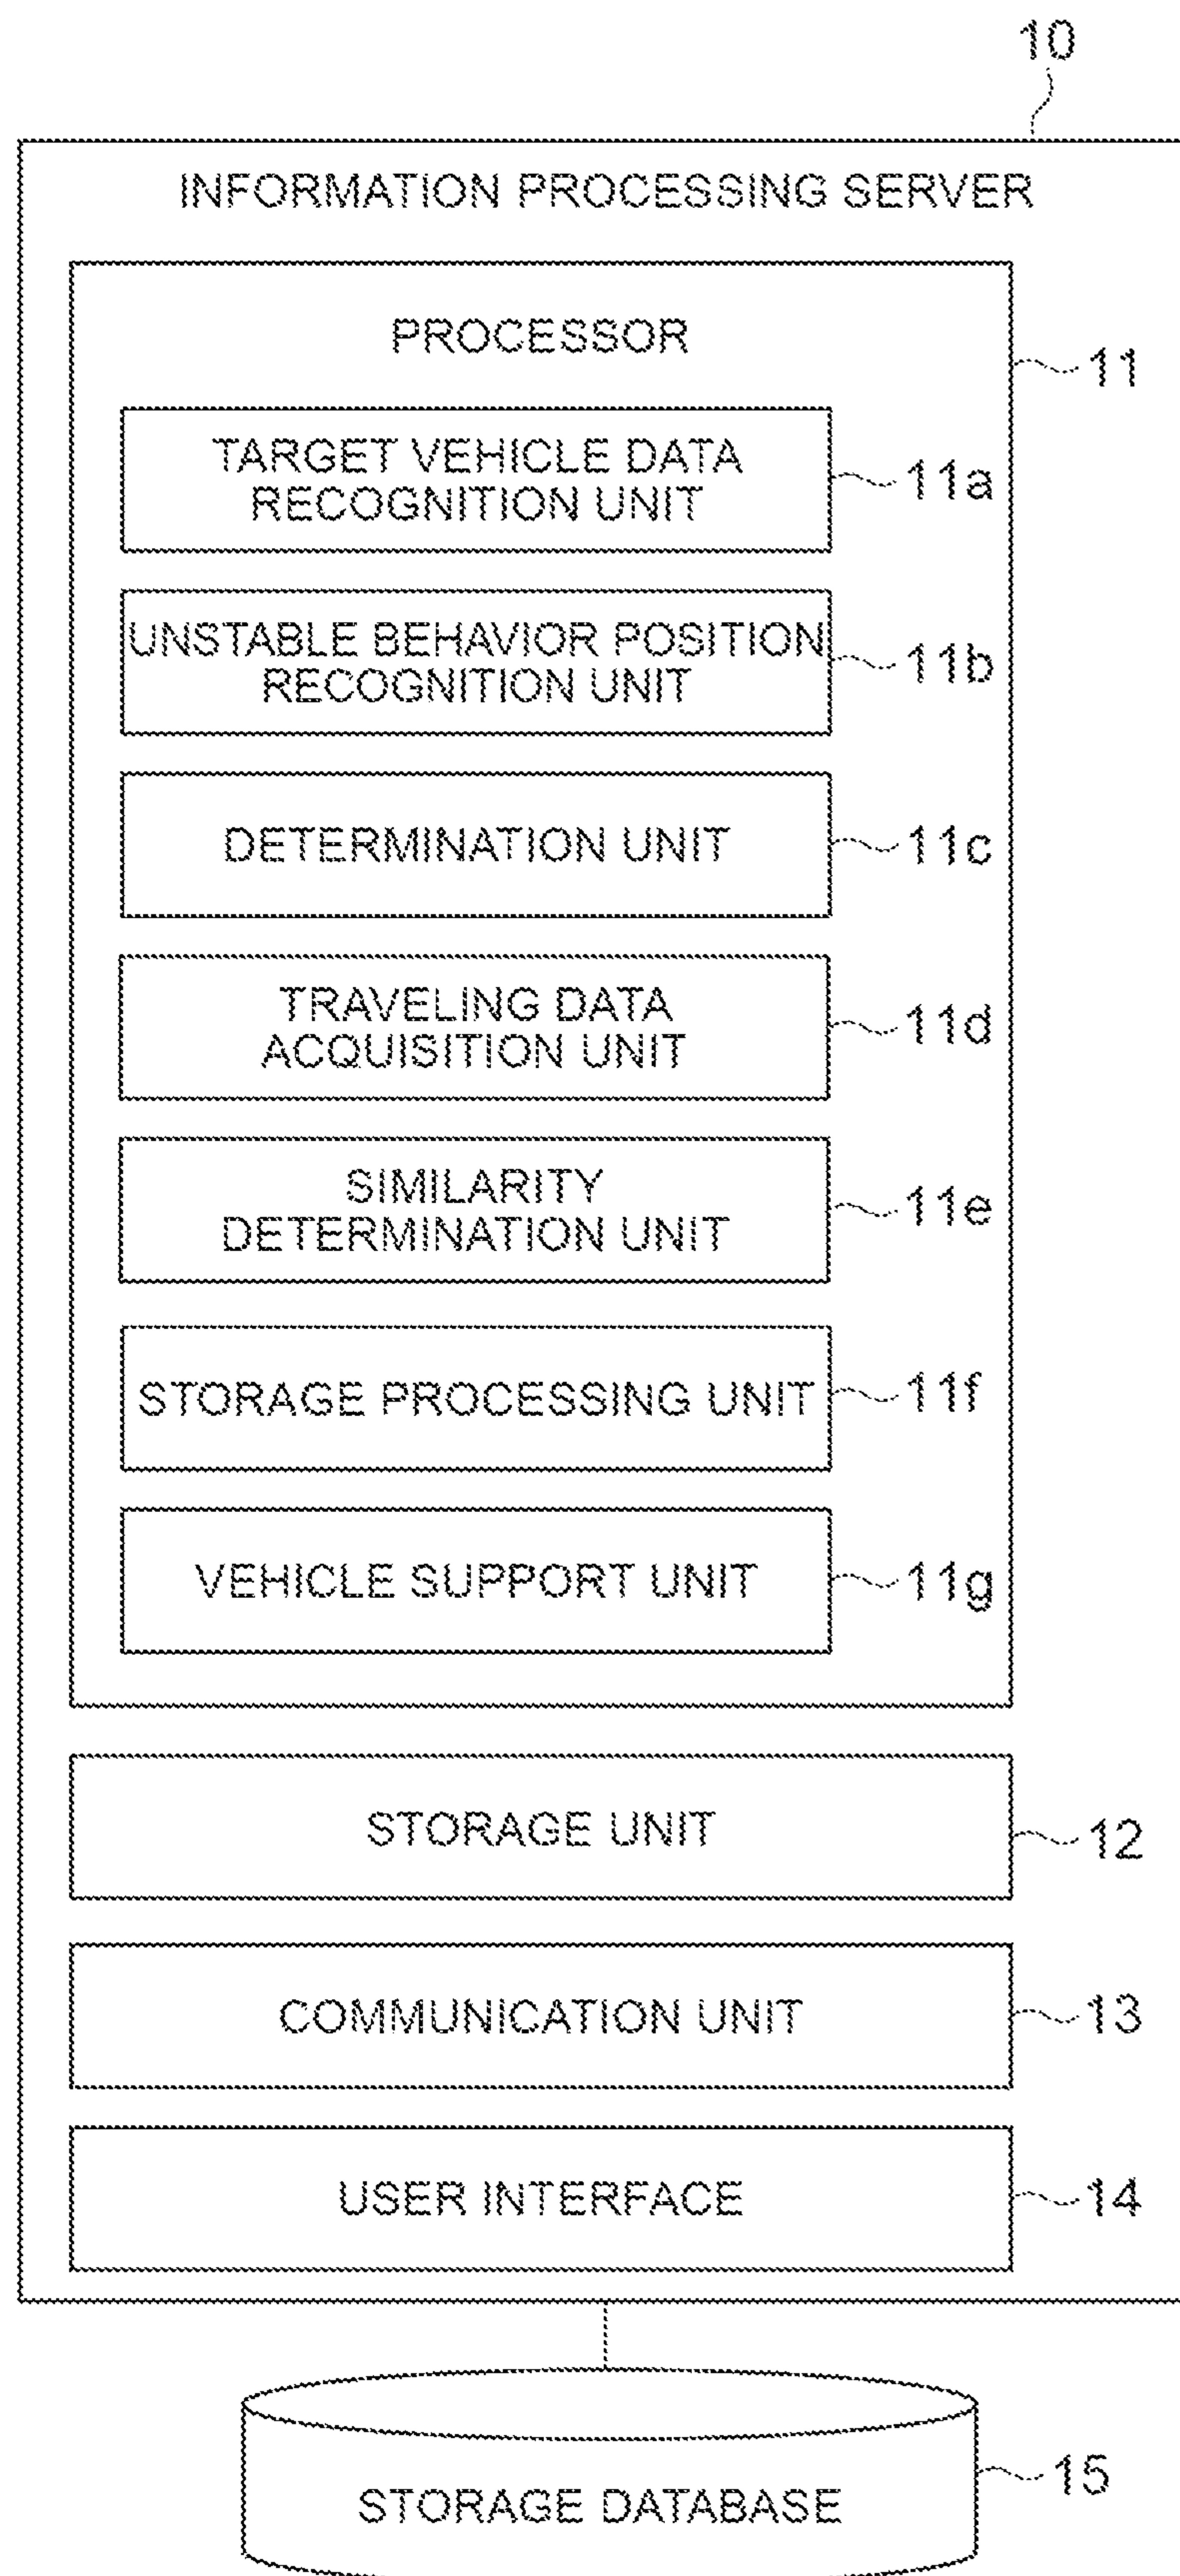 10
INFORMATION PROCESSING SERVER
PROCESSOR
11
TARGET VEHICLE DATA
RECOGNITION UNIT
11a
UNSTABLE BEHAVIOR POSITION
RECOGNITION UNIT
11b
DETERMINATION UNIT
11c
TRAVELING DATA
ACQUISITION UNIT
11d
SIMILARITY
DETERMINATION UNIT
11e
STORAGE PROCESSING UNIT
11f
VEHICLE SUPPORT UNIT
11g
STORAGE UNIT
12
COMMUNICATION UNIT
13
USER INTERFACE
14
STORAGE DATABASE
15